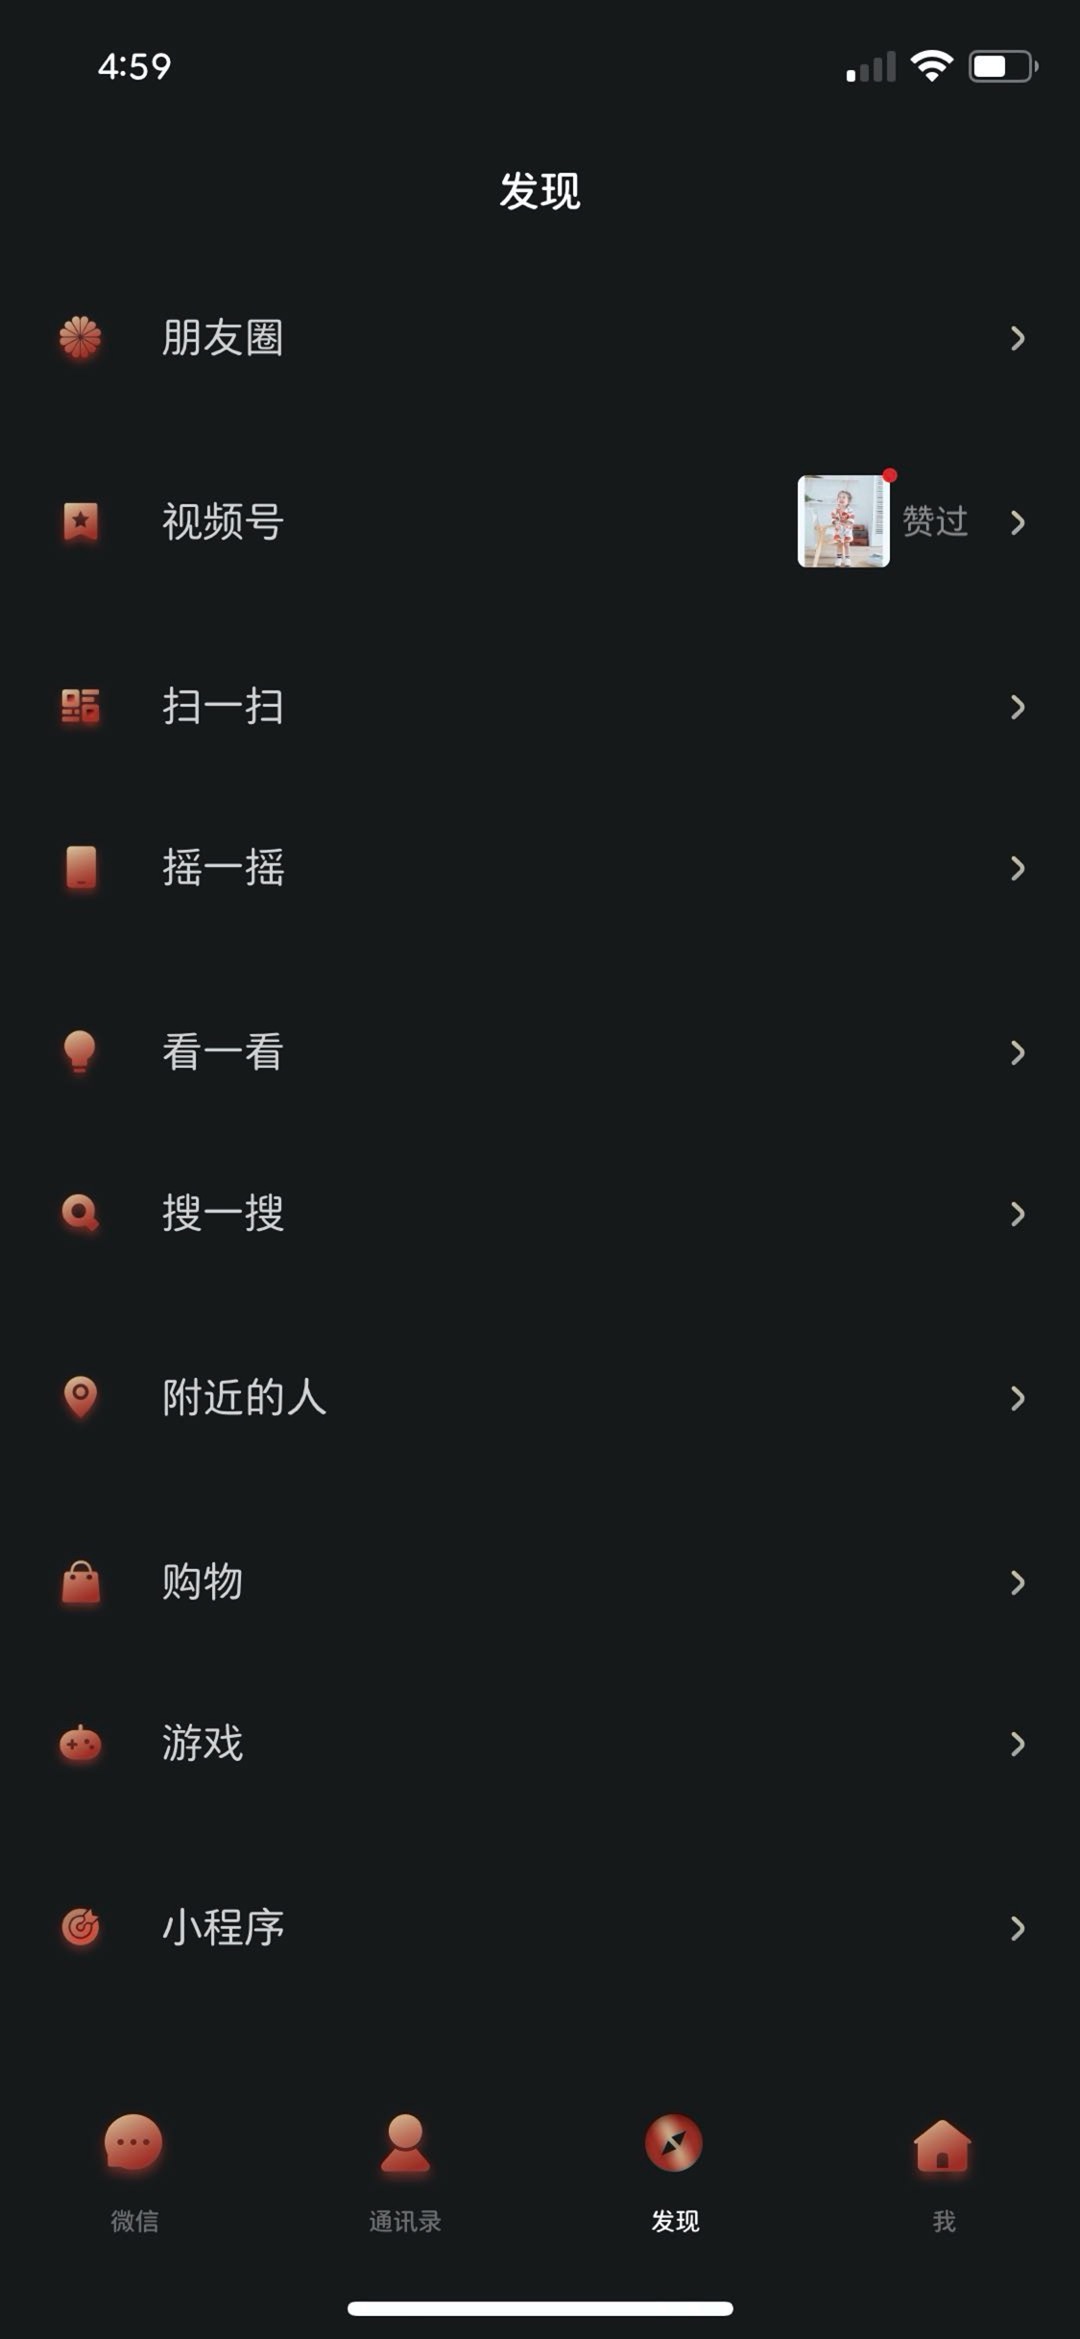 4:59
发现
朋友圈
视频号
赞过
扫一扫
摇一摇
看一看
搜一搜
附近的人
购物
游戏
小程序
微信
通讯录
发现
我